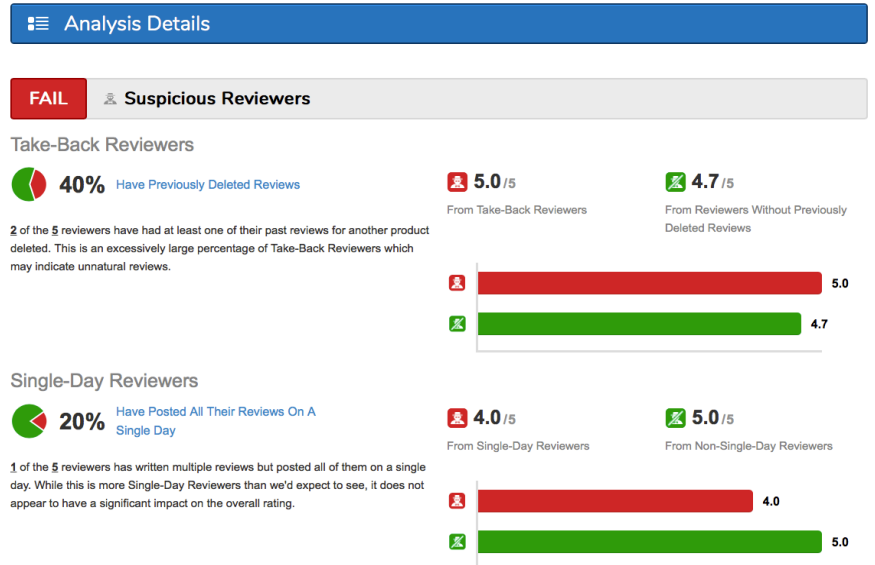 Analysis Details
FAIL
Suspicious Reviewers
Take-Back Reviewers
40%
Have Previously Deleted Reviews
2 of the 5 reviewers have had at least one of their past reviews for another product
deleted. This is an excessively large percentage of Take-Back Reviewers which
may indicate unnatural reviews.
5.0/5
From Take-Back Reviewers
4.7/5
From Reviewers Without Previously
Deleted Reviews
5.0
4.7
Single-Day Reviewers
20%
Have Posted All Their Reviews On A
Single Day
1 of the 5 reviewers has written multiple reviews but posted all of them on a single
day. While this is more Single-Day Reviewers than we'd expect to see, it does not
appear to have a significant impact on the overall rating.
4.0/5
From Single-Day Reviewers
5.0/5
From Non-Single-Day Reviewers
4.0
5.0